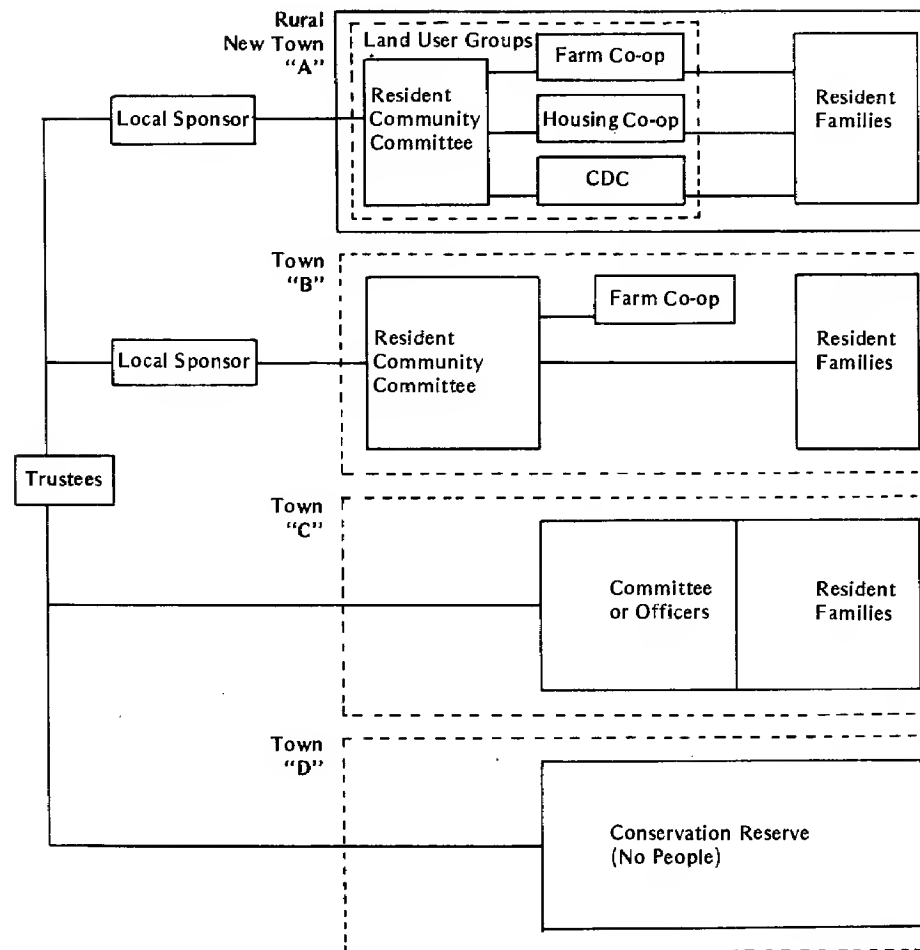 Rural
New Town
"A"
Land User Groups
Farm Co-op
Resident
Community
Committee
Housing Co-op
CDC
Resident
Families
Local Sponsor
Town
"B"
Farm Co-op
Resident
Community
Committee
Resident
Families
Local Sponsor
Trustees
Town
"C"
Committee
or Officers
Resident
Families
Town
"D"
Conservation Reserve
(No People)